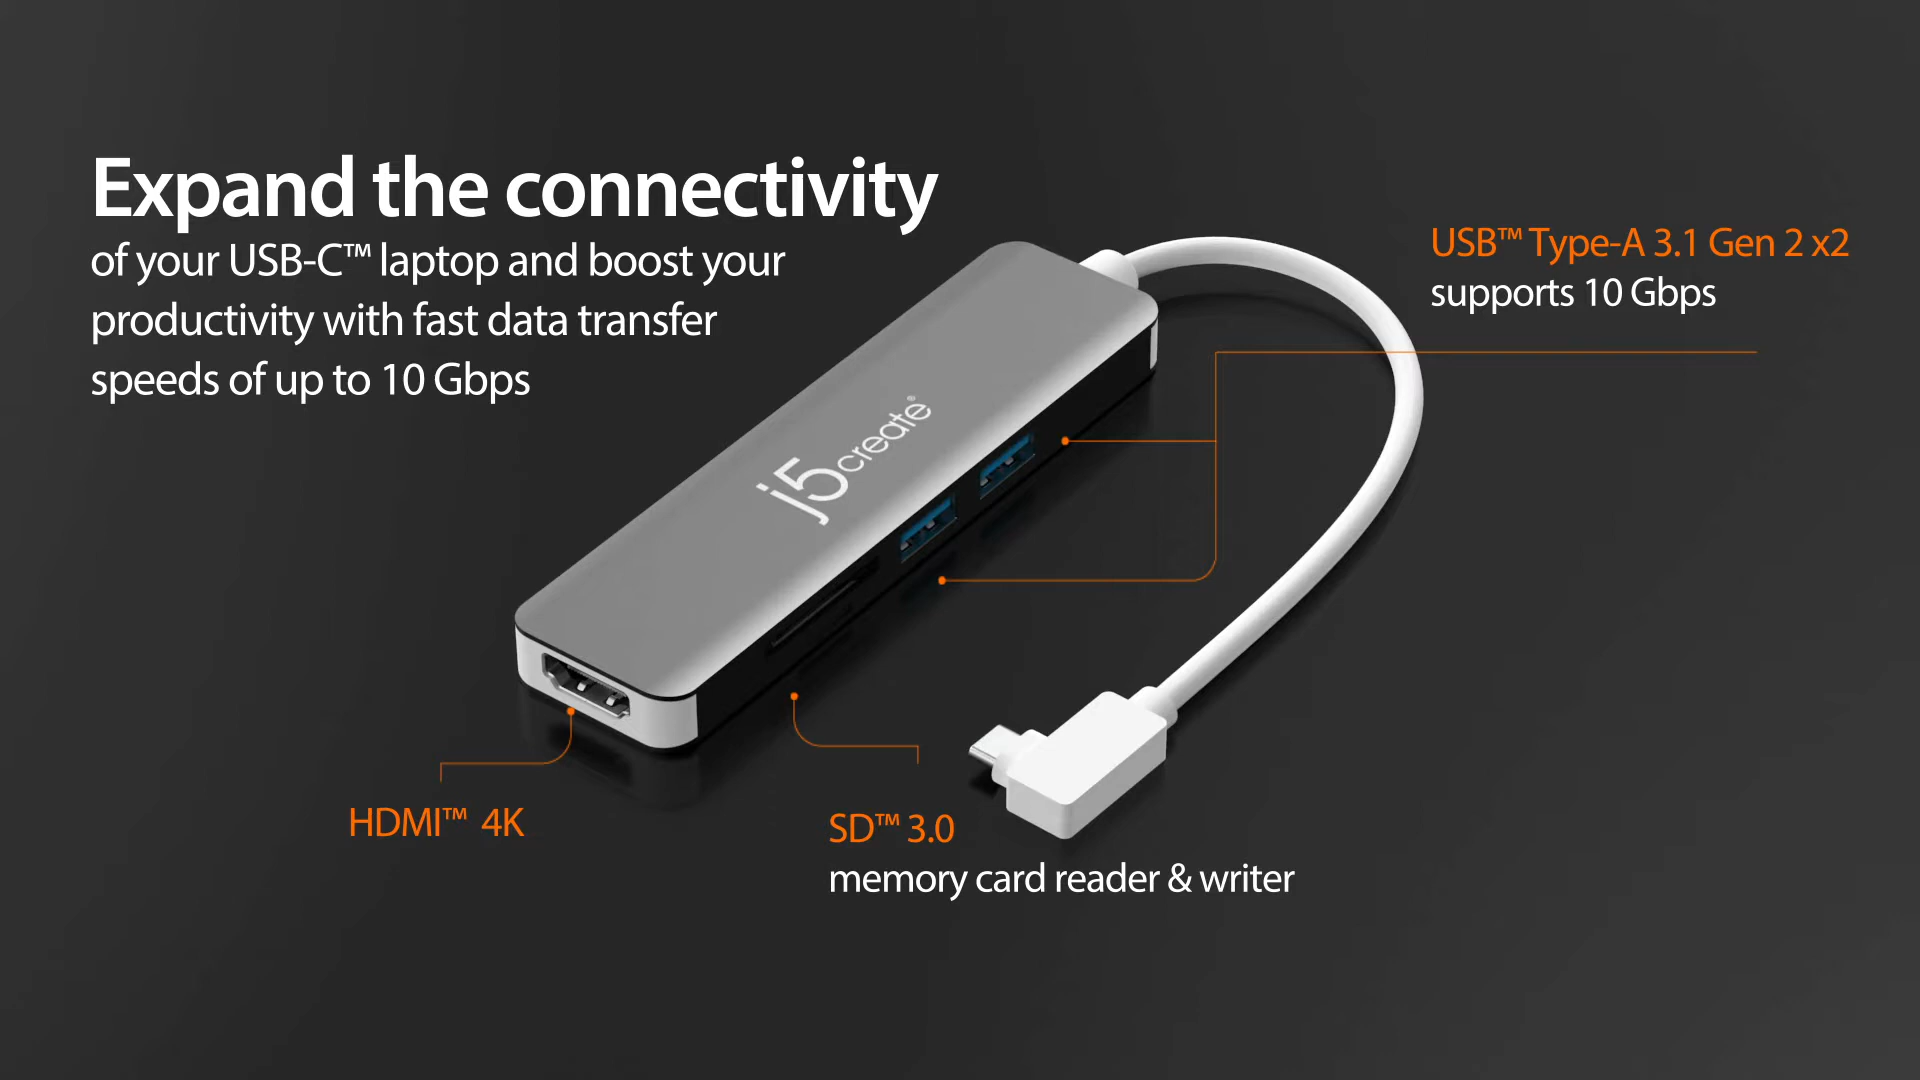 Expand the connectivity
of your USB-C™ laptop and boost your
productivity with fast data transfer
speeds of up to 10 Gbps
USB™ Type-A 3.1 Gen 2 x2
supports 10 Gbps
j5create®
HDMI™ 4K
SD™ 3.0
memory card reader & writer